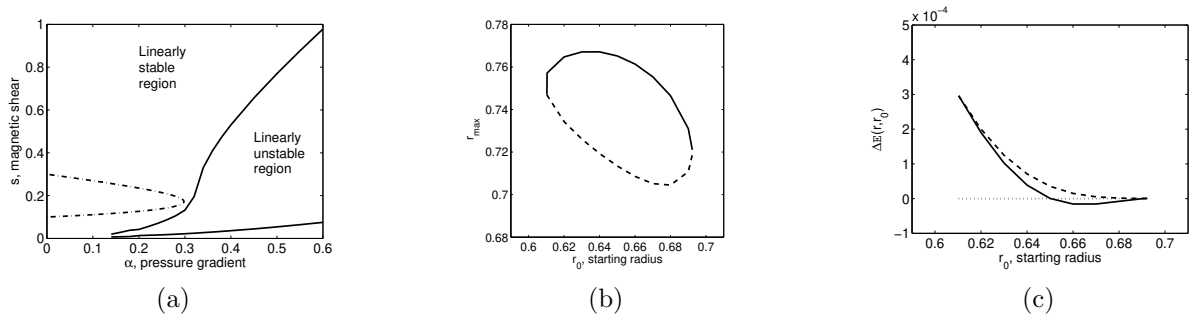 1
0.8
0.6
0.4
0.2
0
s, magnetic shear
Linearly
stable
region
Linearly
unstable
region
0 0.1 0.2 0.3 0.4 0.5 0.6
α, pressure gradient
(a)
0.78
0.76
0.74
0.72
0.7
0.68
r_max
0.6 0.62 0.64 0.66 0.68 0.7
r_0, starting radius
(b)
x 10^-4
5
4
3
2
1
0
−1
ΔE(r,r_0)
0.6 0.62 0.64 0.66 0.68 0.7
r_0, starting radius
(c)